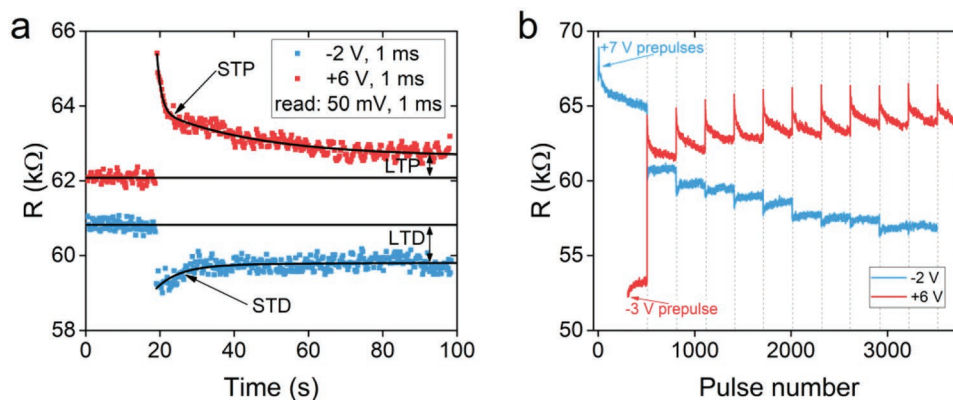 a
66
64
62
60
58
R (kΩ)
0 20 40 60 80 100
Time (s)
-2 V, 1 ms
+6 V, 1 ms
read: 50 mV, 1 ms
STP
LTP
LTD
STD
b
70
65
60
55
50
R (kΩ)
0 1000 2000 3000
Pulse number
+7 V prepulses
-3 V prepulse
-2 V
+6 V